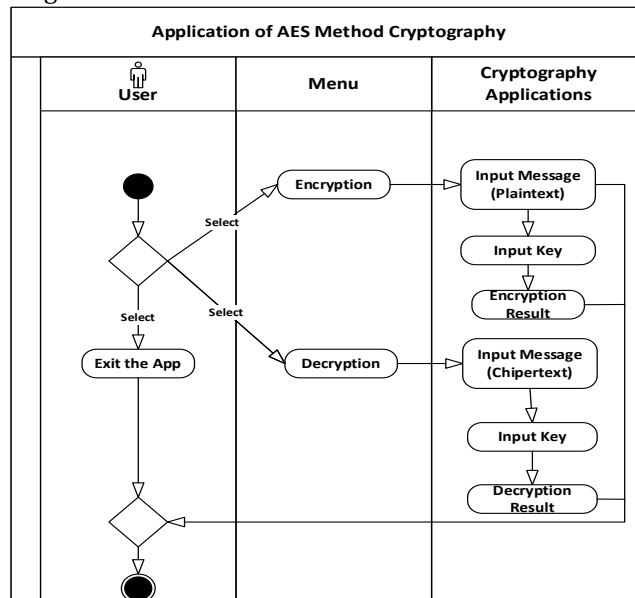 Application of AES Method Cryptography
User
Menu
Cryptography
Applications
Encryption
Input Message
(Plaintext)
Select
Input Key
Encryption
Result
Select
Select
Exit the App
Decryption
Input Message
(Chipertext)
Input Key
Decryption
Result